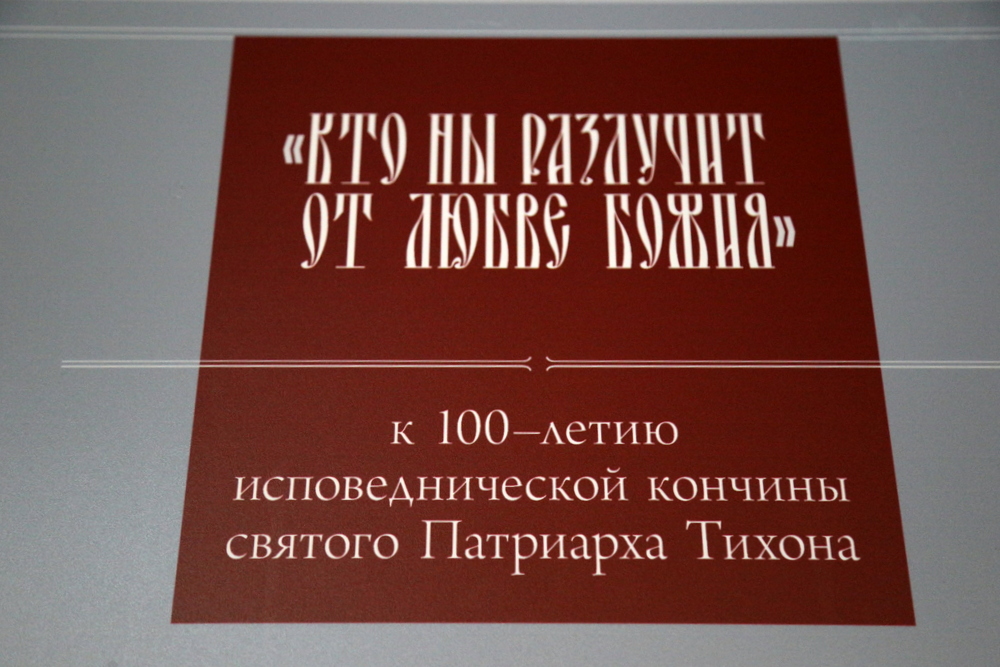 «КТО НЫ РАЗЛУЧИТ
ОТ ЛЮБВЕ БОЖИЯ»
к 100–летию
исповеднической кончины
святого Патриарха Тихона